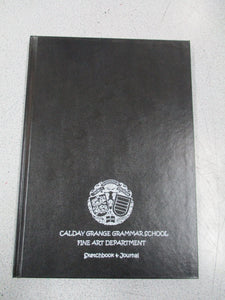 CALDAY GRANGE GRAMMAR SCHOOL
FINE ART DEPARTMENT
Sketchbook + Journal